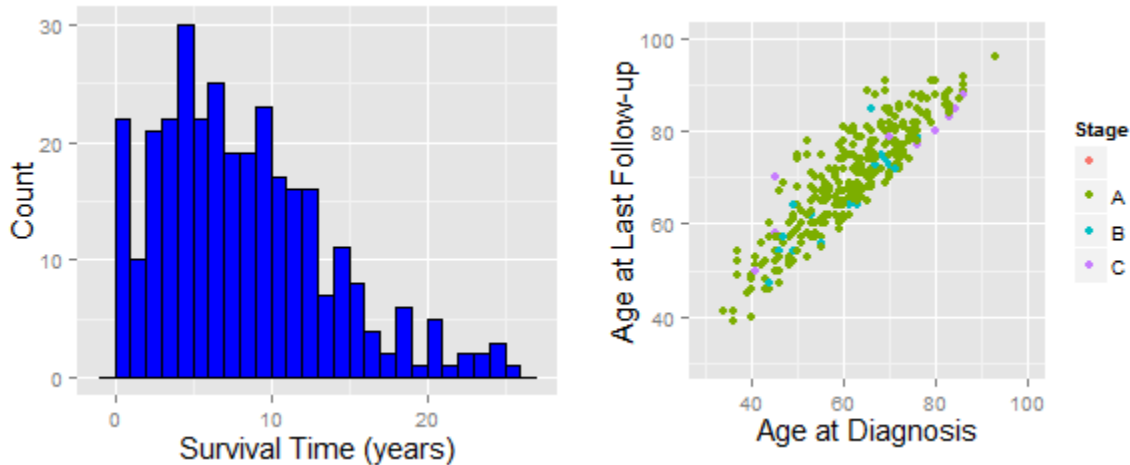 30
20
10
0
Count
0
10
20
Survival Time (years)
100
80
60
40
Age at Last Follow-up
40
60
80
100
Age at Diagnosis
Stage
A
B
C